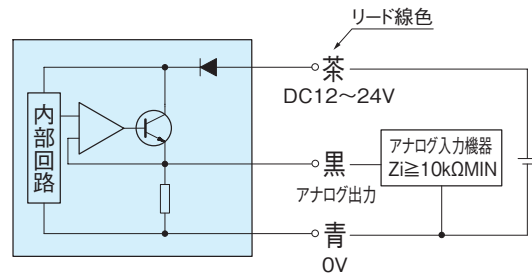 リード線色
茶
DC12～24V
内部回路
黒
アナログ出力
アナログ入力機器
Zi≧10kΩMIN
青
0V